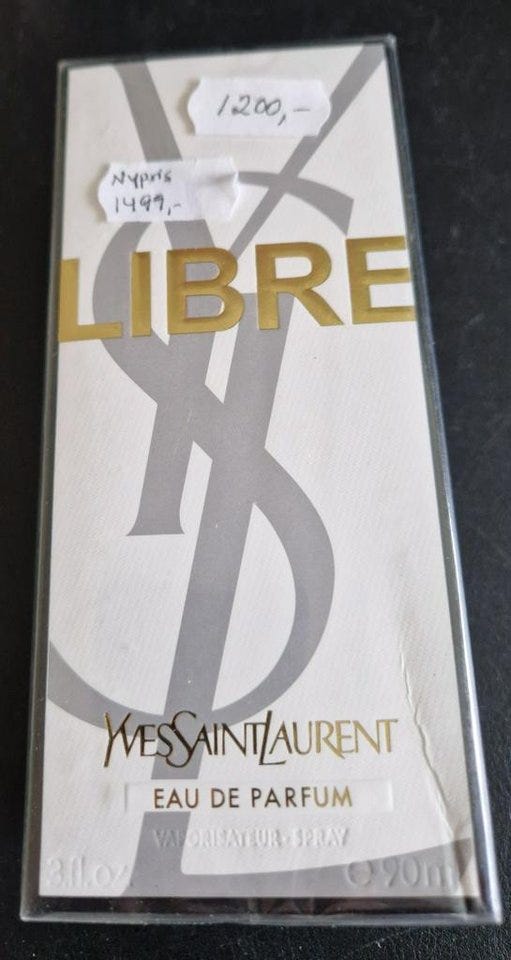 1200,-
Nypris
1499,-
LIBRE
YVESSAINTLAURENT
EAU DE PARFUM
VAPORISATEUR-SPRAY
3.fl.oz ℮ 90ml